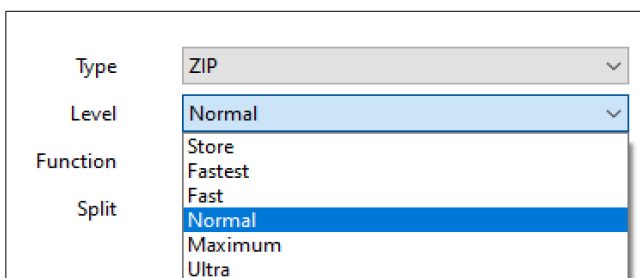 Type ZIP
Level Normal
Store
Function Fastest
Fast
Split Normal
Maximum
Ultra